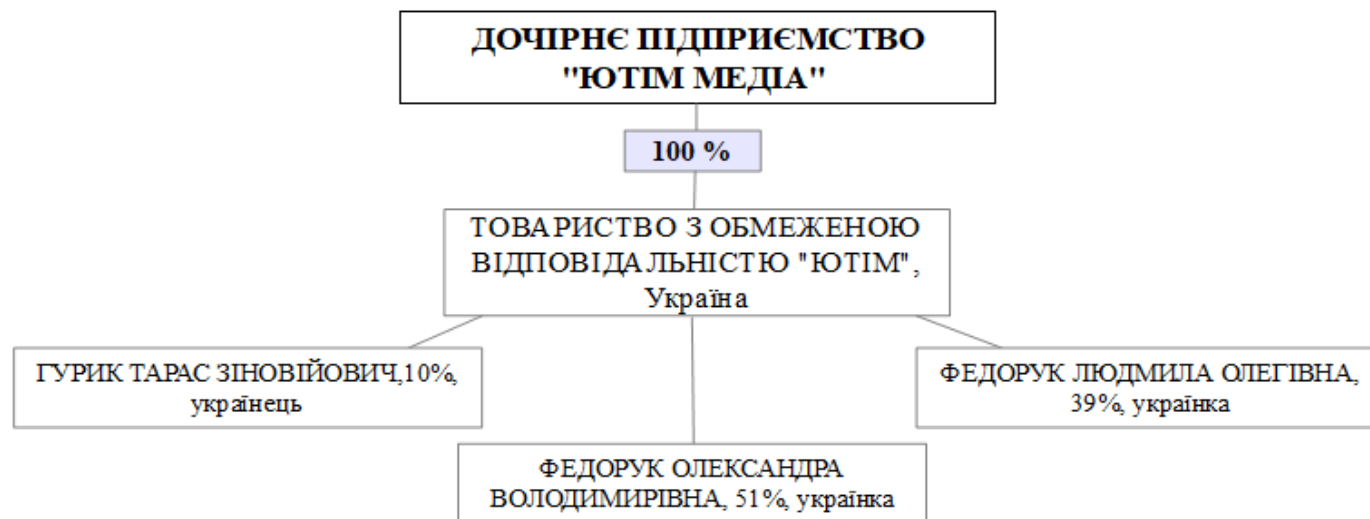 ДОЧІРНЄ ПІДПРИЄМСТВО
"ЮТІМ МЕДІА"
100 %
ТОВАРИСТВО З ОБМЕЖЕНОЮ
ВІДПОВІДАЛЬНІСТЮ "ЮТІМ",
Україна
ГУРИК ТАРАС ЗІНОВІЙОВИЧ,10%,
українець
ФЕДОРУК ЛЮДМИЛА ОЛЕГІВНА,
39%, українка
ФЕДОРУК ОЛЕКСАНДРА
ВОЛОДИМИРІВНА, 51%, українка